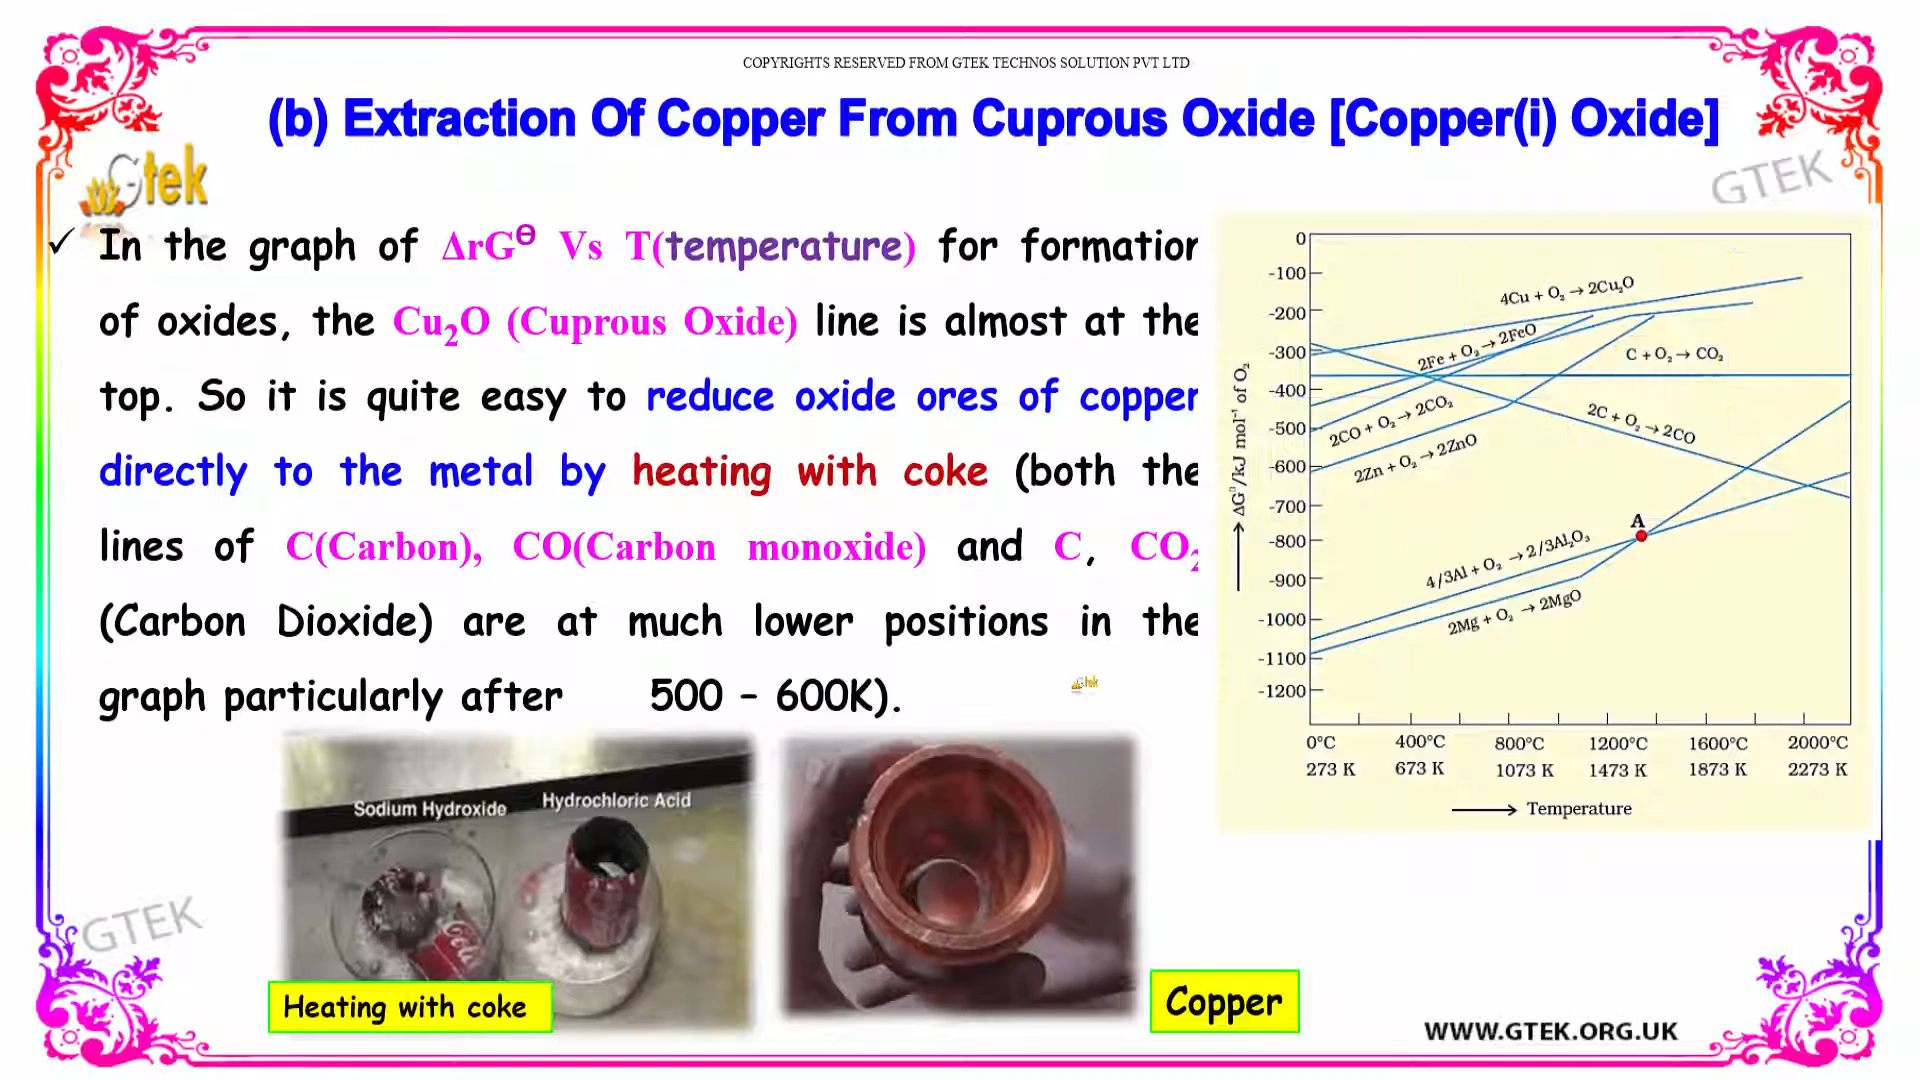 COPYRIGHTS RESERVED FROM GTEK TECHNOS SOLUTION PVT LTD
(b) Extraction Of Copper From Cuprous Oxide [Copper(i) Oxide]
Gtek
GTEK
✓ In the graph of ΔrG⊖ Vs T(temperature) for formation
of oxides, the Cu₂O (Cuprous Oxide) line is almost at the
top. So it is quite easy to reduce oxide ores of copper
directly to the metal by heating with coke (both the
lines of C(Carbon), CO(Carbon monoxide) and C, CO₂
(Carbon Dioxide) are at much lower positions in the
graph particularly after 500 – 600K).
Gtek
0
-100
-200
-300
-400
-500
-600
-700
-800
-900
-1000
-1100
-1200
4Cu + O₂ → 2Cu₂O
2Fe + O₂ → 2FeO
C + O₂ → CO₂
2CO + O₂ → 2CO₂
2C + O₂ → 2CO
2Zn + O₂ → 2ZnO
A
4/3Al + O₂ → 2/3Al₂O₃
2Mg + O₂ → 2MgO
0°C 400°C 800°C 1200°C 1600°C 2000°C
273 K 673 K 1073 K 1473 K 1873 K 2273 K
⟶ Temperature
Sodium Hydroxide
Hydrochloric Acid
Heating with coke
Copper
GTEK
WWW.GTEK.ORG.UK